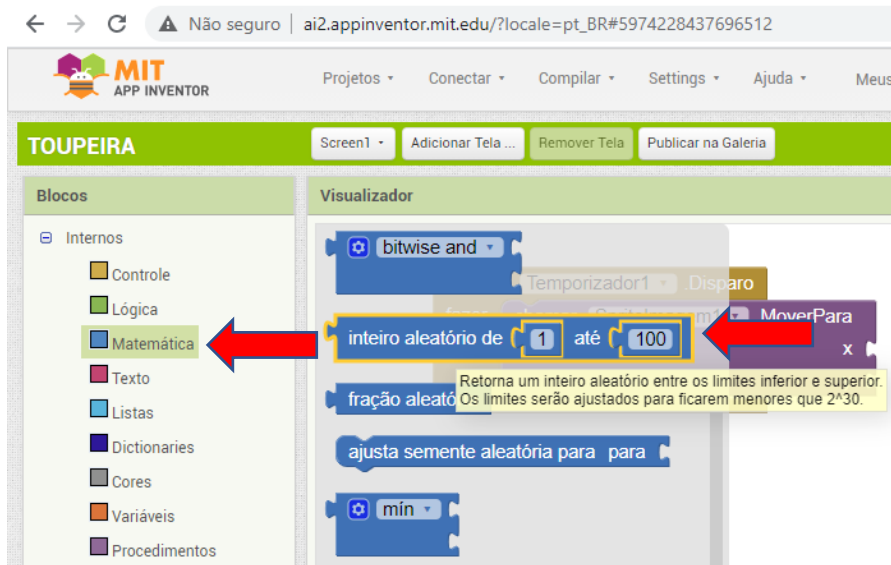 Não seguro | ai2.appinventor.mit.edu/?locale=pt_BR#5974228437696512
MIT
APP INVENTOR
Projetos
Conectar
Compilar
Settings
Ajuda
Meus
TOUPEIRA
Screen1
Adicionar Tela ...
Remover Tela
Publicar na Galeria
Blocos
Visualizador
Internos
Controle
Lógica
Matemática
Texto
Listas
Dictionaries
Cores
Variáveis
Procedimentos
bitwise and
Temporizador1 .Disparo
fazer
.MoverPara
x
inteiro aleatório de 1 até 100
Retorna um inteiro aleatório entre os limites inferior e superior.
Os limites serão ajustados para ficarem menores que 2^30.
fração aleató
ajusta semente aleatória para para
mín